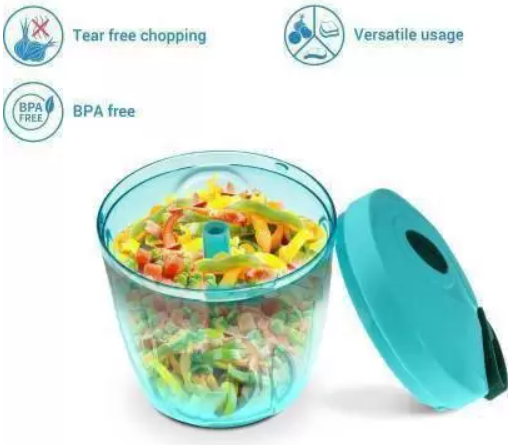 Tear free chopping
Versatile usage
BPA
FREE
BPA free